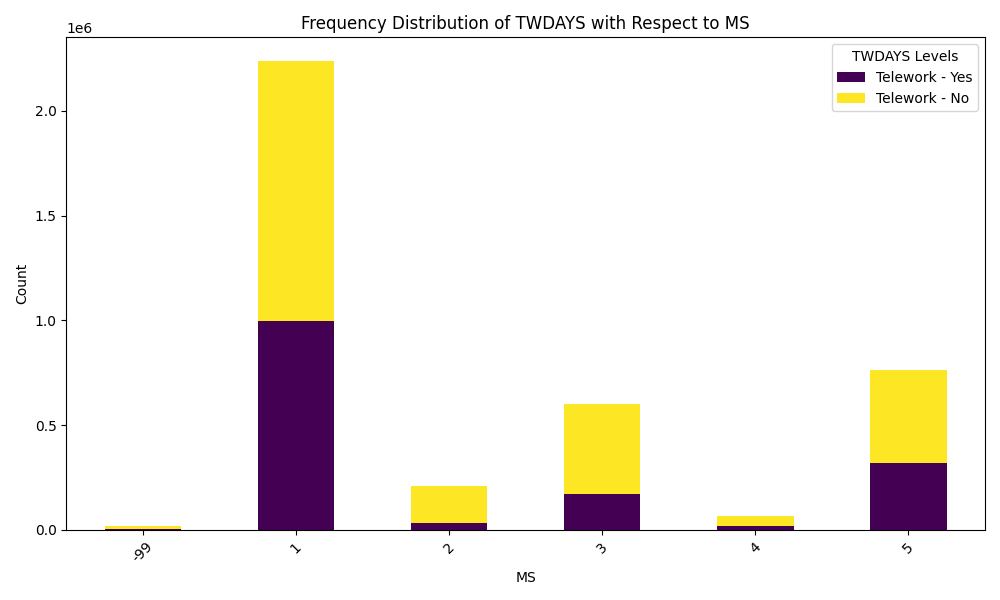 Frequency Distribution of TWDAYS with Respect to MS
1e6
TWDAYS Levels
Telework - Yes
Telework - No
2.0
1.5
1.0
0.5
0.0
Count
-99
1
2
3
4
5
MS